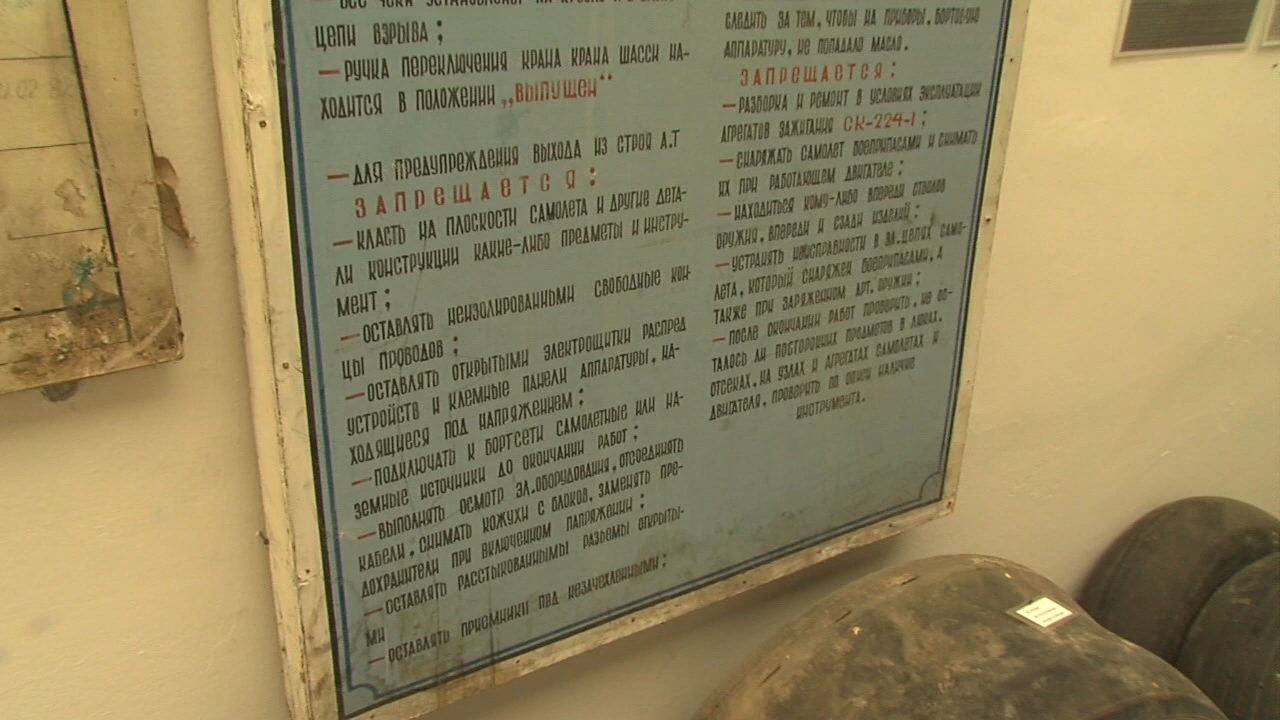 ЦЕПИ ВЗРЫВА;
—РУЧКА ПЕРЕКЛЮЧЕНИЯ КРАНА КРАНА ШАССИ НА-
ХОДИТСЯ В ПОЛОЖЕНИИ „ВЫПУЩЕН“
—ДЛЯ ПРЕДУПРЕЖДЕНИЯ ВЫХОДА ИЗ СТРОЯ А.Т
ЗАПРЕЩАЕТСЯ:
—КЛАСТЬ НА ПЛОСКОСТИ САМОЛЕТА И ДРУГИЕ ДЕТА-
ЛИ КОНСТРУКЦИИ КАКИЕ-ЛИБО ПРЕДМЕТЫ И ИНСТРУ-
МЕНТ;
—ОСТАВЛЯТЬ НЕИЗОЛИРОВАННЫМИ СВОБОДНЫЕ КОН-
ЦЫ ПРОВОДОВ;
—ОСТАВЛЯТЬ ОТКРЫТЫМИ ЭЛЕКТРОЩИТКИ РАСПРЕД
УСТРОЙСТВ И КЛЕМНЫЕ ПАНЕЛИ АППАРАТУРЫ, НА-
ХОДЯЩИЕСЯ ПОД НАПРЯЖЕНИЕМ;
—ПОДКЛЮЧАТЬ К БОРТСЕТИ САМОЛЕТНЫЕ ИЛИ НА-
ЗЕМНЫЕ ИСТОЧНИКИ ДО ОКОНЧАНИИ РАБОТ;
—ВЫПОЛНЯТЬ ОСМОТР ЭЛ.ОБОРУДОВАНИЯ, ОТСОЕДИНЯТЬ
КАБЕЛИ, СНИМАТЬ КОЖУХИ С БЛОКОВ, ЗАМЕНЯТЬ ПРЕ-
ДОХРАНИТЕЛИ ПРИ ВКЛЮЧЕННОМ НАПРЯЖЕНИИ;
—ОСТАВЛЯТЬ РАССТЫКОВАННЫМЫ РАЗЬЕМЫ ОТКРЫТЫ-
МИ
—ОСТАВЛЯТЬ ПРИЕМНИКИ ПВД НЕЗАЧЕХЛЕННЫМИ;
СЛЕДИТЬ ЗА ТЕМ, ЧТОБЫ НА ПРИБОРЫ, БОРТОВУЮ
АППАРАТУРУ, НЕ ПОПАДАЛО МАСЛО.
ЗАПРЕЩАЕТСЯ:
—РАЗБОРКА И РЕМОНТ В УСЛОВИЯХ ЭКСПЛУАТАЦИИ
АГРЕГАТОВ ЗАЖИГАНИЯ СК-224-1;
—СНАРЯЖАТЬ САМОЛЕТ БОЕПРИПАСАМИ И СНИМАТЬ
ИХ ПРИ РАБОТАЮЩЕМ ДВИГАТЕЛЕ;
—НАХОДИТЬСЯ КОМУ-ЛИБО ВПЕРЕДИ СТВОЛОВ
ОРУЖИЯ, ВПЕРЕДИ И СЗАДИ ИЗДЕЛИЙ;
—УСТРАНЯТЬ НЕИСПРАВНОСТИ В ЭЛ.ЦЕПЯХ САМО-
ЛЕТА, КОТОРЫЙ СНАРЯЖЕН БОЕПРИПАСАМИ, А
ТАКЖЕ ПРИ ЗАРЯЖЕННОМ АРТ. ОРУЖИИ;
—ПОСЛЕ ОКОНЧАНИИ РАБОТ ПРОВЕРИТЬ, НЕ ОС-
ТАЛОСЬ ЛИ ПОСТОРОННИХ ПРЕДМЕТОВ В ЛЮКАХ,
ОТСЕКАХ, НА УЗЛАХ И АГРЕГАТАХ САМОЛЕТАХ И
ДВИГАТЕЛЯ, ПРОВЕРИТЬ ПО ОПИСИ НАЛИЧИЕ
ИНСТРУМЕНТА.